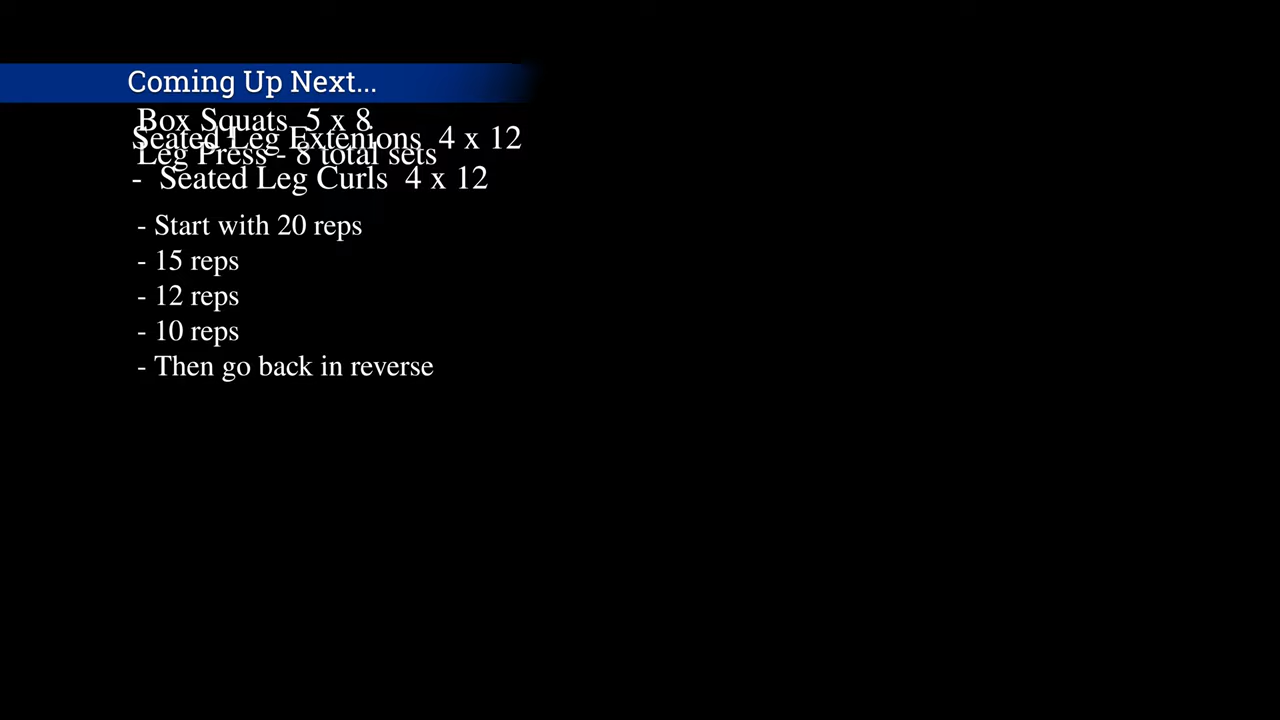 Coming Up Next...
Box Squats  5 x 8
Seated Leg Extenions  4 x 12
Leg Press - 8 total sets
-  Seated Leg Curls  4 x 12
- Start with 20 reps
- 15 reps
- 12 reps
- 10 reps
- Then go back in reverse